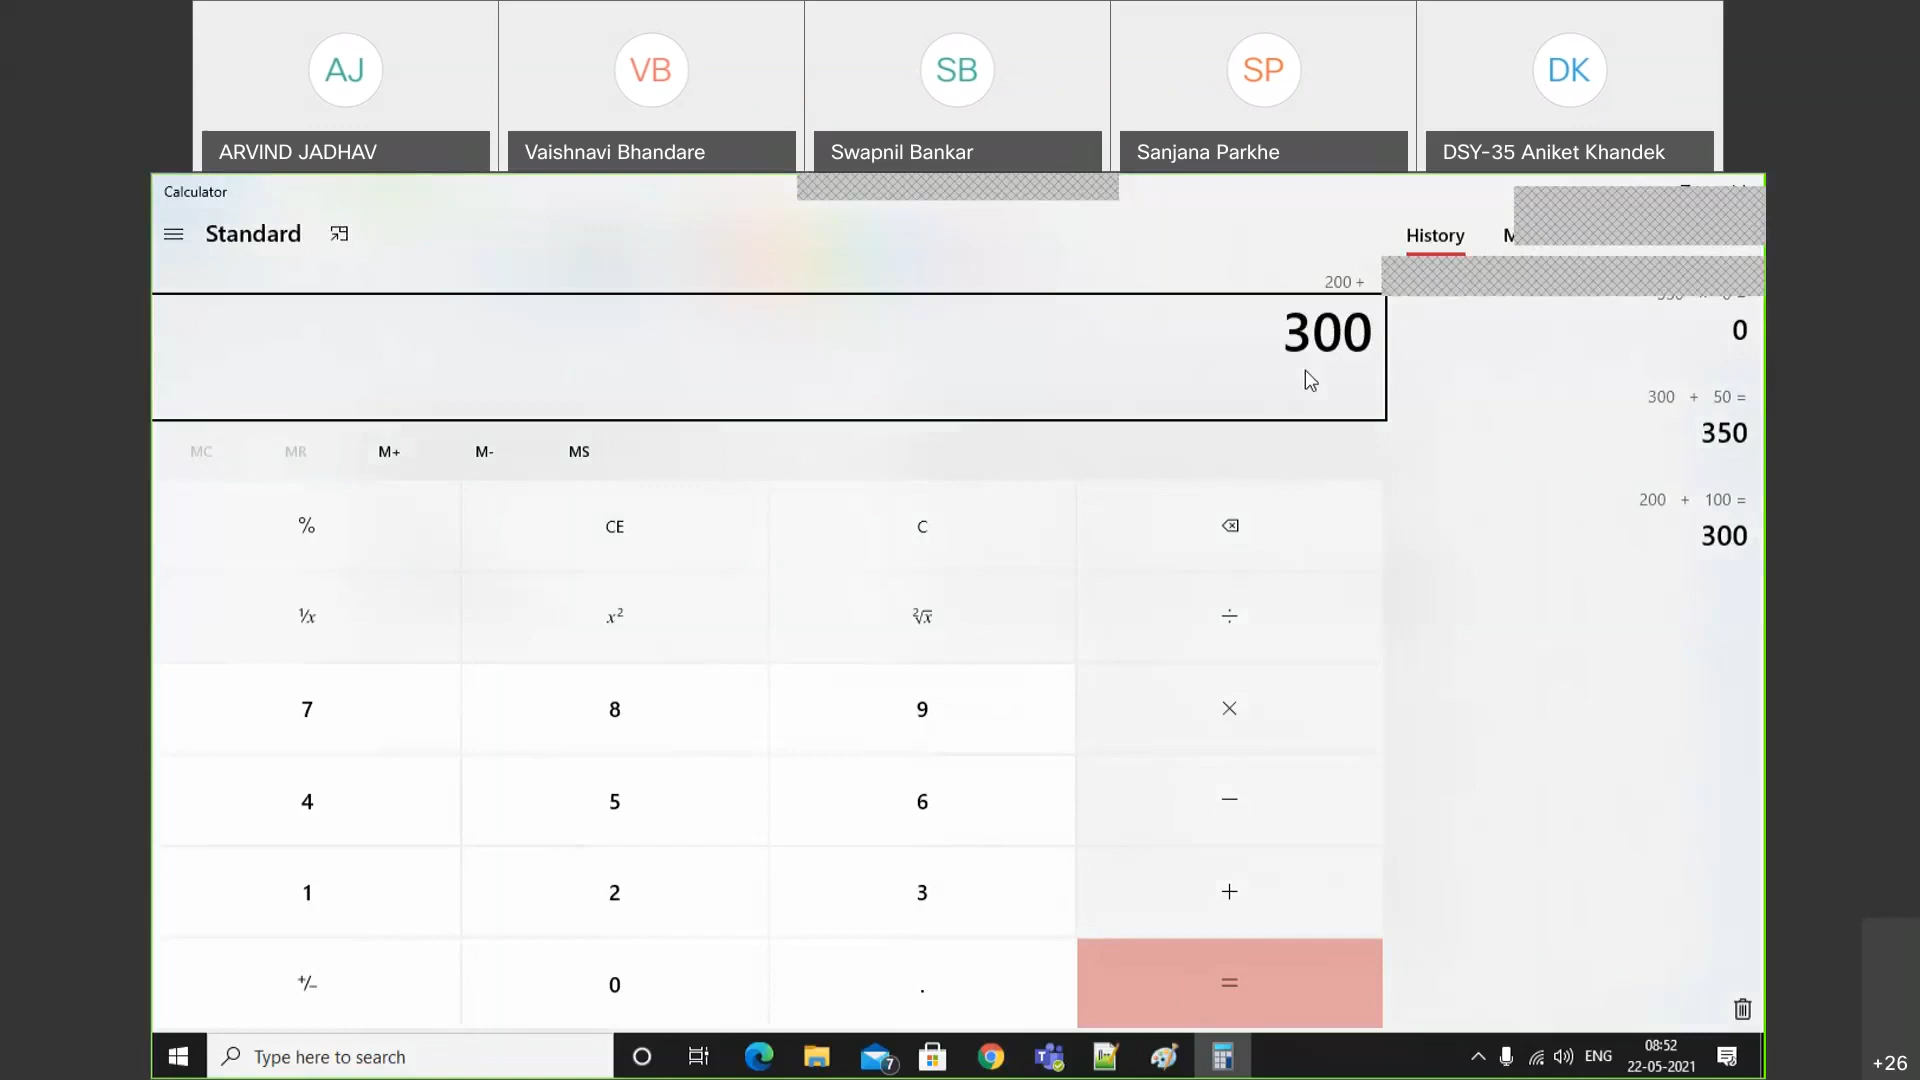 AJ
VB
SB
SP
DK
ARVIND JADHAV
Vaishnavi Bhandare
Swapnil Bankar
Sanjana Parkhe
DSY-35 Aniket Khandek
Calculator
Standard
History
200 +
300
0
300 + 50 =
350
200 + 100 =
300
MC MR M+ M- MS
% CE C
⅟x x² ²√x ÷
7 8 9 ×
4 5 6 −
1 2 3 +
+/− 0 . =
Type here to search
7
ENG
08:52
22-05-2021
+26